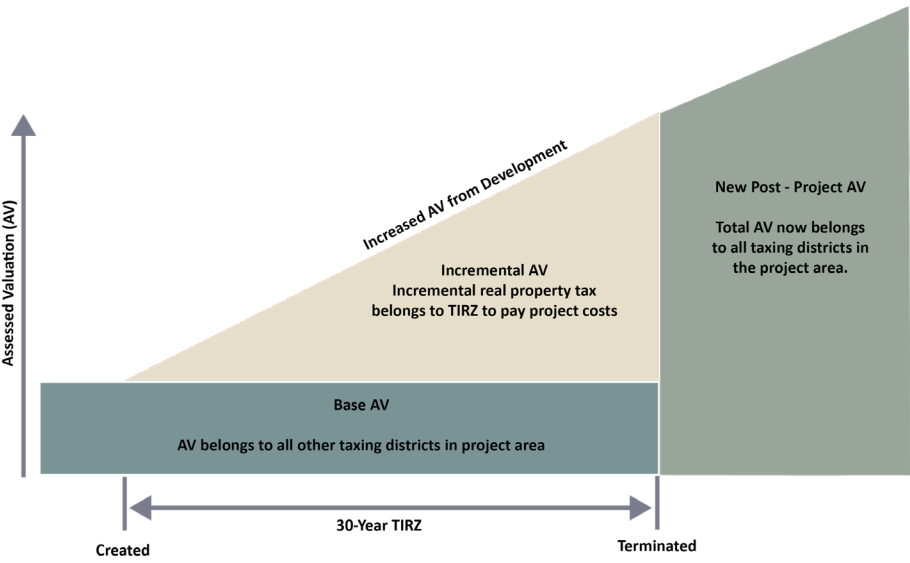 Assessed Valuation (AV)
Increased AV from Development
Incremental AV
Incremental real property tax
belongs to TIRZ to pay project costs
New Post - Project AV
Total AV now belongs
to all taxing districts in
the project area.
Base AV
AV belongs to all other taxing districts in project area
30-Year TIRZ
Created
Terminated